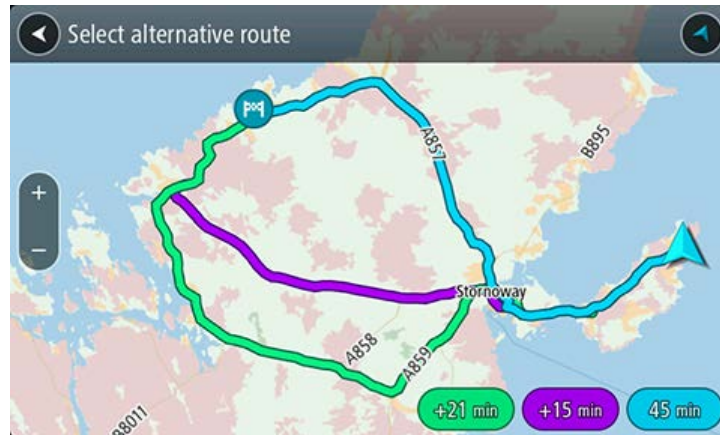 Select alternative route
A857
B895
+
–
Stornoway
A858
A859
B8011
+21 min
+15 min
45 min